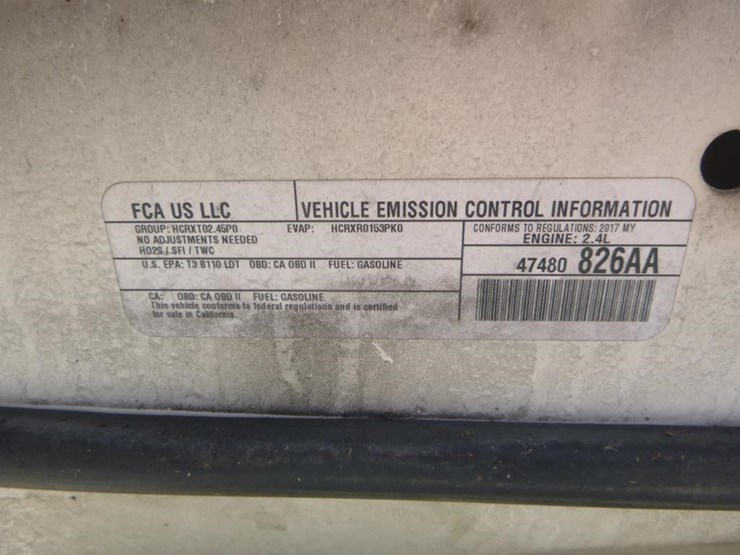 FCA US LLC
VEHICLE EMISSION CONTROL INFORMATION
GROUP: HCRXT02.45P0 EVAP: HCRXR0153PK0
NO ADJUSTMENTS NEEDED
HO2S / SFI / TWC
CONFORMS TO REGULATIONS: 2017 MY
ENGINE: 2.4L
U.S. EPA: T3 B110 LDT OBD: CA OBD II FUEL: GASOLINE
47480 826AA
CA: OBD: CA OBD II FUEL: GASOLINE
This vehicle conforms to federal regulations and is certified
for sale in California.